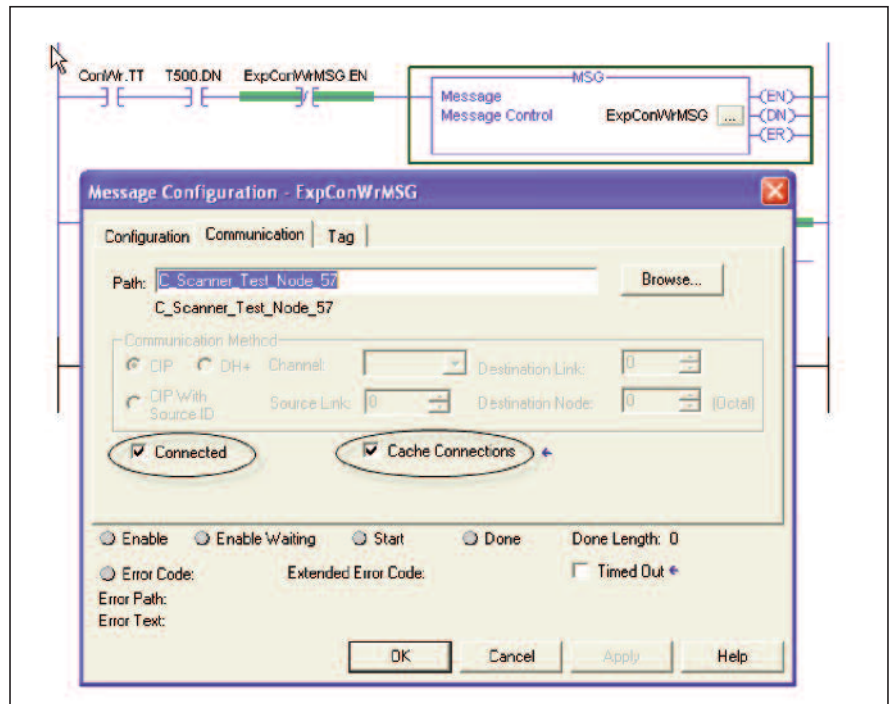 ConWr.TT T500.DN ExpConWrMSG.EN
MSG
Message
Message Control ExpConWrMSG ...
(EN)
(DN)
(ER)
Message Configuration - ExpConWrMSG
Configuration Communication Tag
Path: C_Scanner_Test_Node_57 Browse...
C_Scanner_Test_Node_57
Communication Method
CIP DH+ Channel: Destination Link: 0
CIP With Source ID Source Link: 0 Destination Node: 0 (Octal)
Connected Cache Connections
Enable Enable Waiting Start Done Done Length: 0
Error Code: Extended Error Code: Timed Out
Error Path:
Error Text:
OK Cancel Apply Help